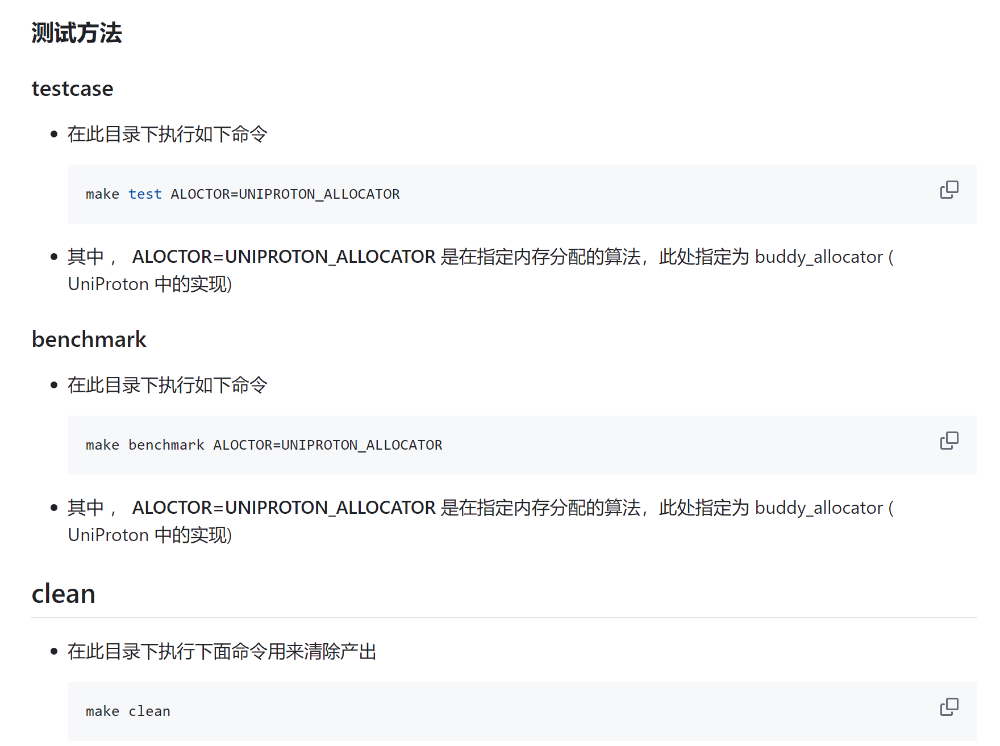 测试方法
testcase
在此目录下执行如下命令
make test ALOCTOR=UNIPROTON_ALLOCATOR
其中 ， ALOCTOR=UNIPROTON_ALLOCATOR 是在指定内存分配的算法，此处指定为 buddy_allocator (
UniProton 中的实现)
benchmark
在此目录下执行如下命令
make benchmark ALOCTOR=UNIPROTON_ALLOCATOR
其中 ， ALOCTOR=UNIPROTON_ALLOCATOR 是在指定内存分配的算法，此处指定为 buddy_allocator (
UniProton 中的实现)
clean
在此目录下执行下面命令用来清除产出
make clean